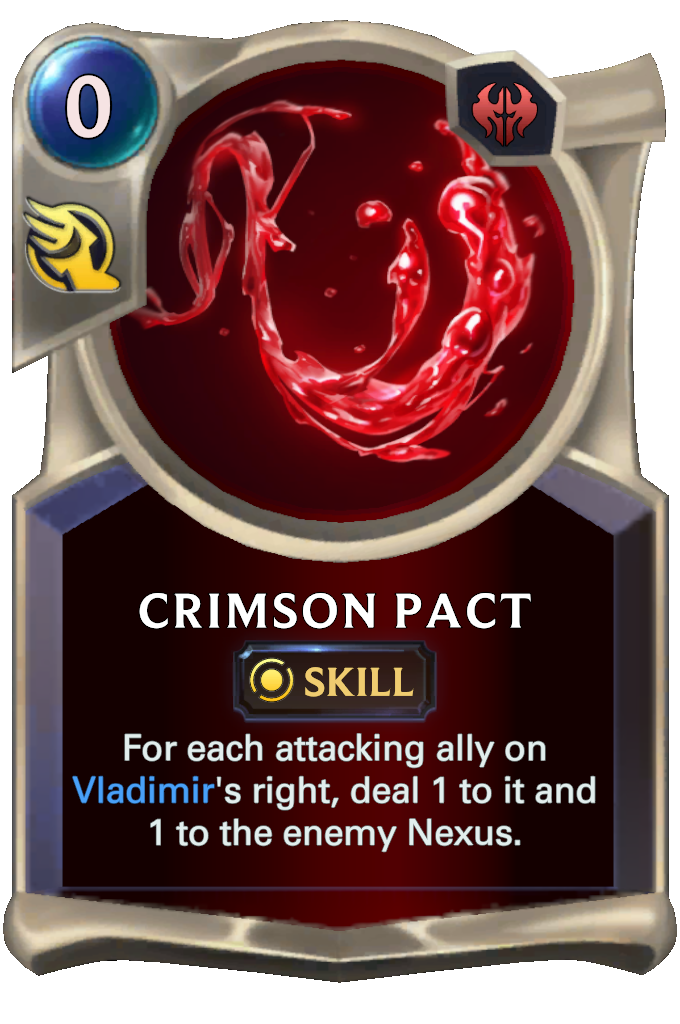 0
CRIMSON PACT
SKILL
For each attacking ally on
Vladimir's right, deal 1 to it and
1 to the enemy Nexus.